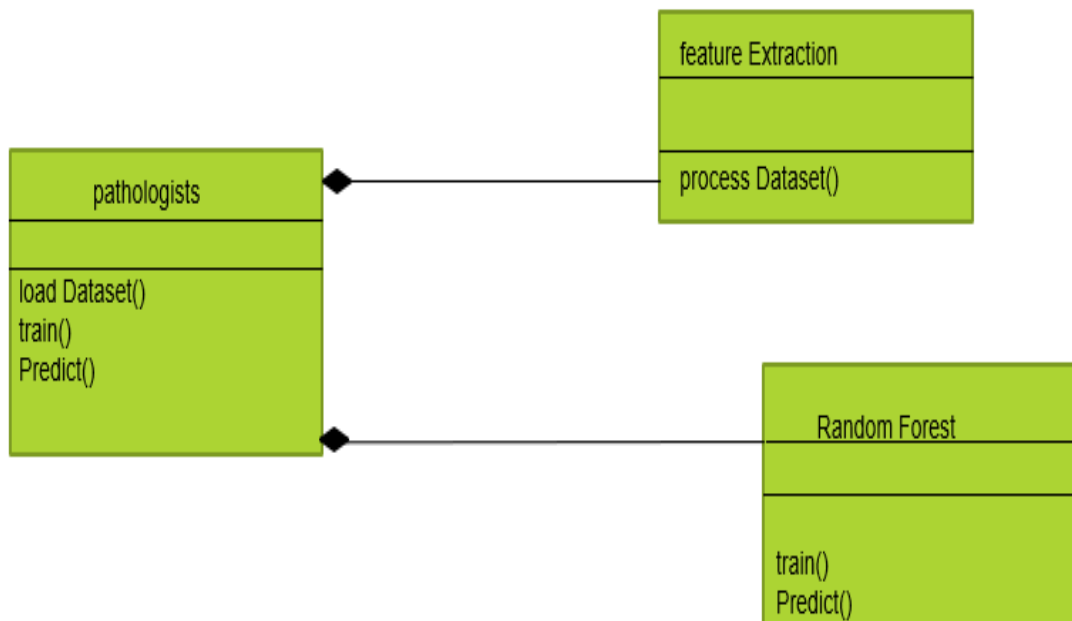 feature Extraction
process Dataset()
pathologists
load Dataset()
train()
Predict()
Random Forest
train()
Predict()